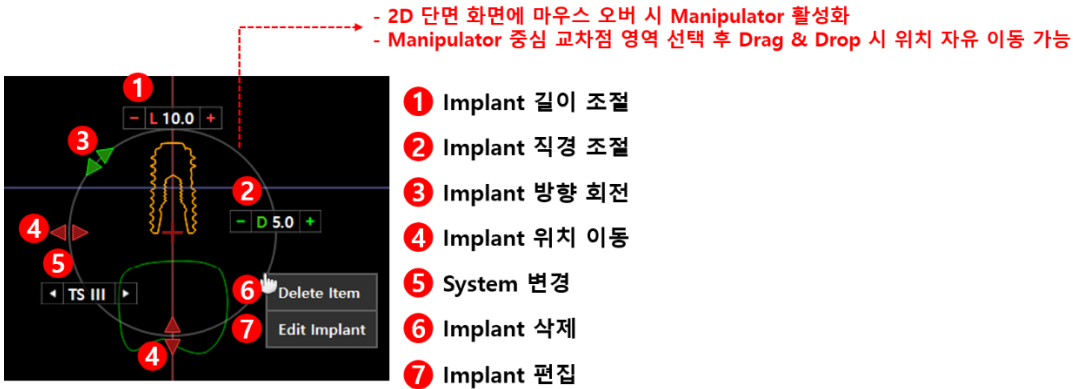 - 2D 단면 화면에 마우스 오버 시 Manipulator 활성화
- Manipulator 중심 교차점 영역 선택 후 Drag & Drop 시 위치 자유 이동 가능
1
- L 10.0 +
3
2
- D 5.0 +
4
5
TS III
6 Delete Item
7 Edit Implant
4
1 Implant 길이 조절
2 Implant 직경 조절
3 Implant 방향 회전
4 Implant 위치 이동
5 System 변경
6 Implant 삭제
7 Implant 편집